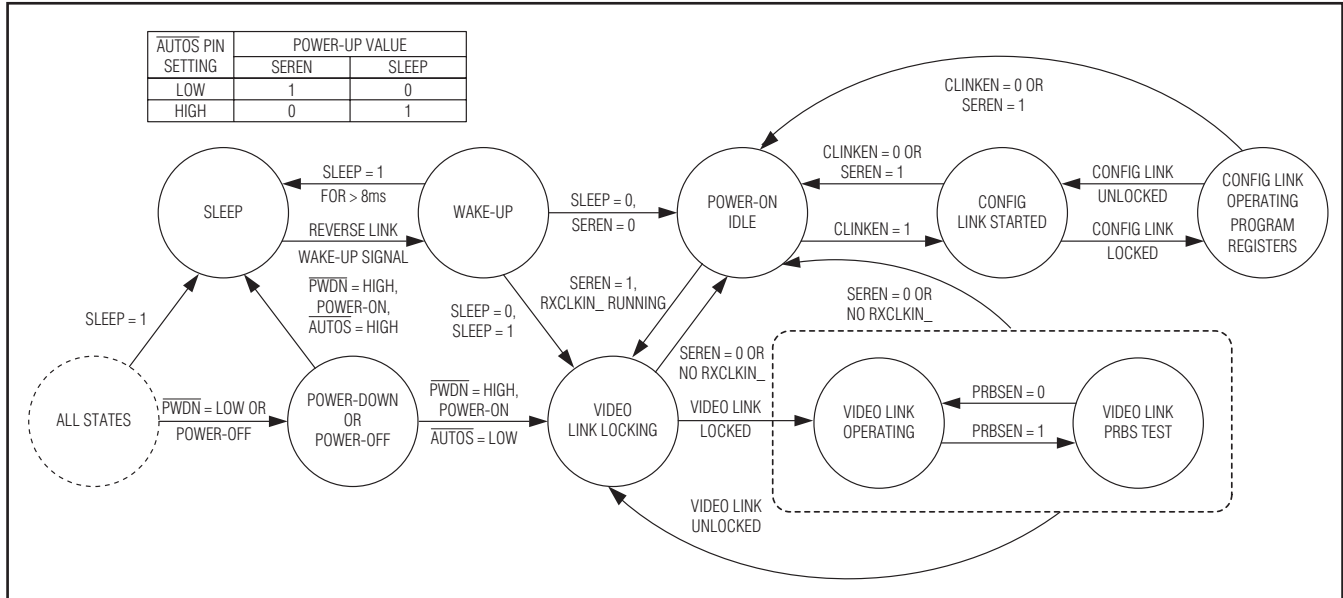 AUTOS PIN
SETTING
POWER-UP VALUE
SEREN
SLEEP
LOW
1
0
HIGH
0
1
CLINKEN = 0 OR
SEREN = 1
SLEEP
SLEEP = 1
FOR > 8ms
REVERSE LINK
WAKE-UP SIGNAL
WAKE-UP
SLEEP = 0,
SEREN = 0
POWER-ON
IDLE
CLINKEN = 0 OR
SEREN = 1
CLINKEN = 1
CONFIG
LINK STARTED
CONFIG LINK
UNLOCKED
CONFIG LINK
LOCKED
CONFIG LINK
OPERATING
PROGRAM
REGISTERS
SLEEP = 1
PWDN = HIGH,
POWER-ON,
AUTOS = HIGH
SLEEP = 0,
SLEEP = 1
SEREN = 1,
RXCLKIN_ RUNNING
SEREN = 0 OR
NO RXCLKIN_
SEREN = 0 OR
NO RXCLKIN_
ALL STATES
PWDN = LOW OR
POWER-OFF
POWER-DOWN
OR
POWER-OFF
PWDN = HIGH,
POWER-ON
AUTOS = LOW
VIDEO
LINK LOCKING
VIDEO LINK
LOCKED
VIDEO LINK
OPERATING
PRBSEN = 0
PRBSEN = 1
VIDEO LINK
PRBS TEST
VIDEO LINK
UNLOCKED